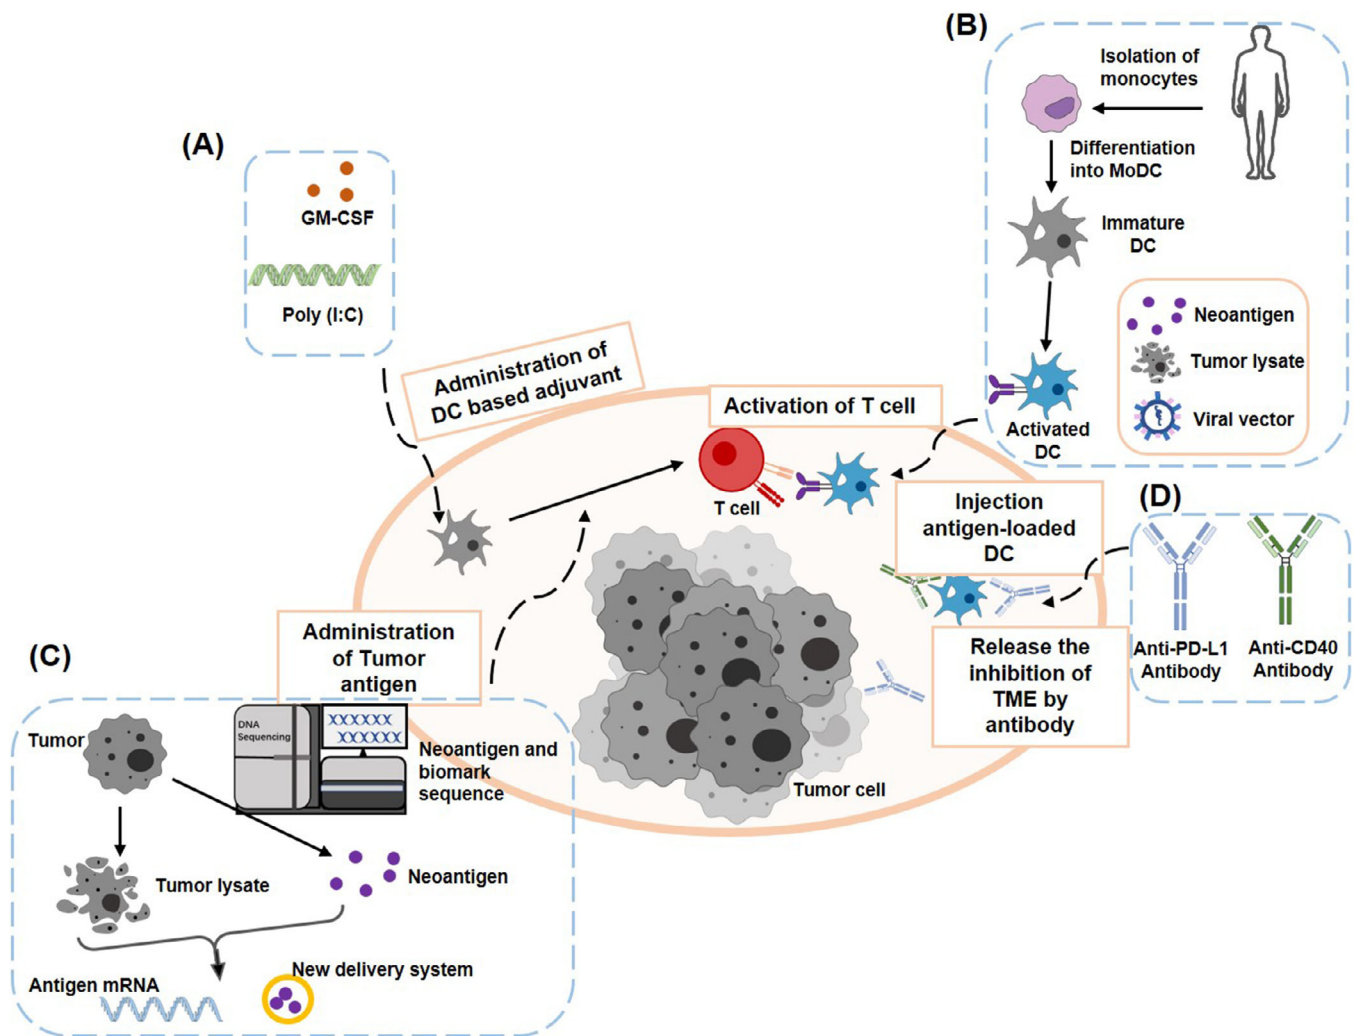 (A)
GM-CSF
Poly (I:C)
Administration of
DC based adjuvant
(B)
Isolation of
monocytes
Differentiation
into MoDC
Immature
DC
Neoantigen
Tumor lysate
Viral vector
Activated
DC
Activation of T cell
T cell
Injection
antigen-loaded
DC
(D)
Anti-PD-L1
Antibody
Anti-CD40
Antibody
Release the
inhibition of
TME by
antibody
Tumor cell
Administration
of Tumor
antigen
(C)
Tumor
DNA
Sequencing
Neoantigen and
biomark
sequence
Tumor lysate
Neoantigen
Antigen mRNA
New delivery system